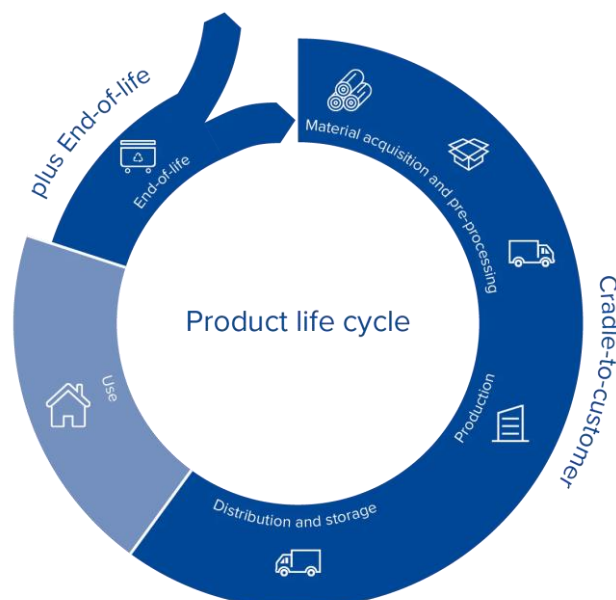 plus End-of-life
End-of-life
Material acquisition and pre-processing
Product life cycle
Cradle-to-customer
Use
Production
Distribution and storage